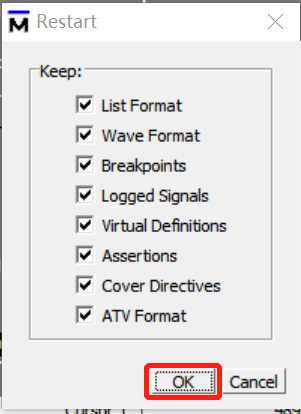 Restart
Keep:
List Format
Wave Format
Breakpoints
Logged Signals
Virtual Definitions
Assertions
Cover Directives
ATV Format
OK Cancel